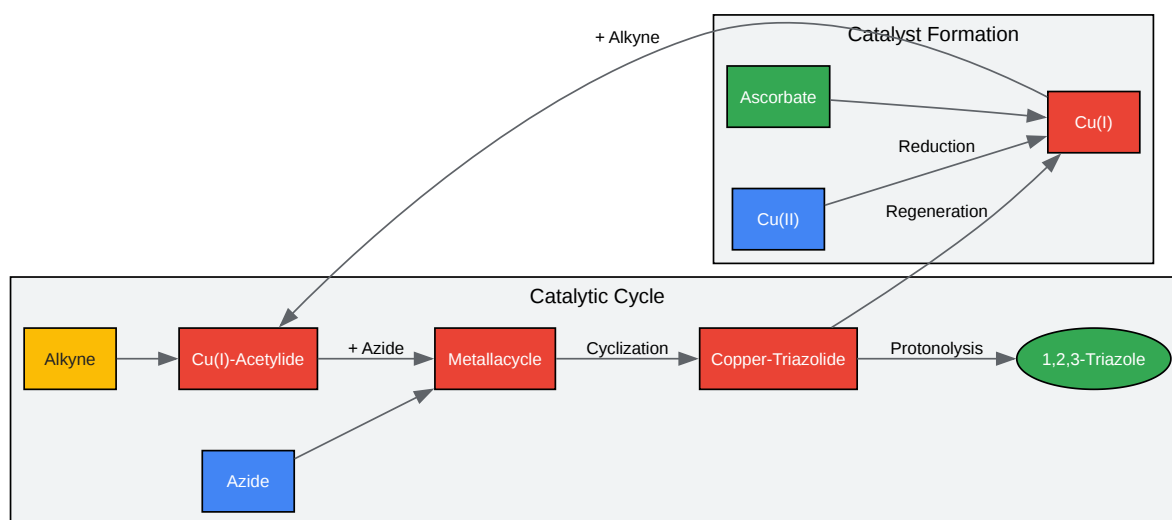 + Alkyne
Catalyst Formation
Ascorbate
Cu(I)
Reduction
Cu(II)
Regeneration
Catalytic Cycle
Alkyne
Cu(I)-Acetylide
+ Azide
Metallacycle
Cyclization
Copper-Triazolide
Protonolysis
1,2,3-Triazole
Azide